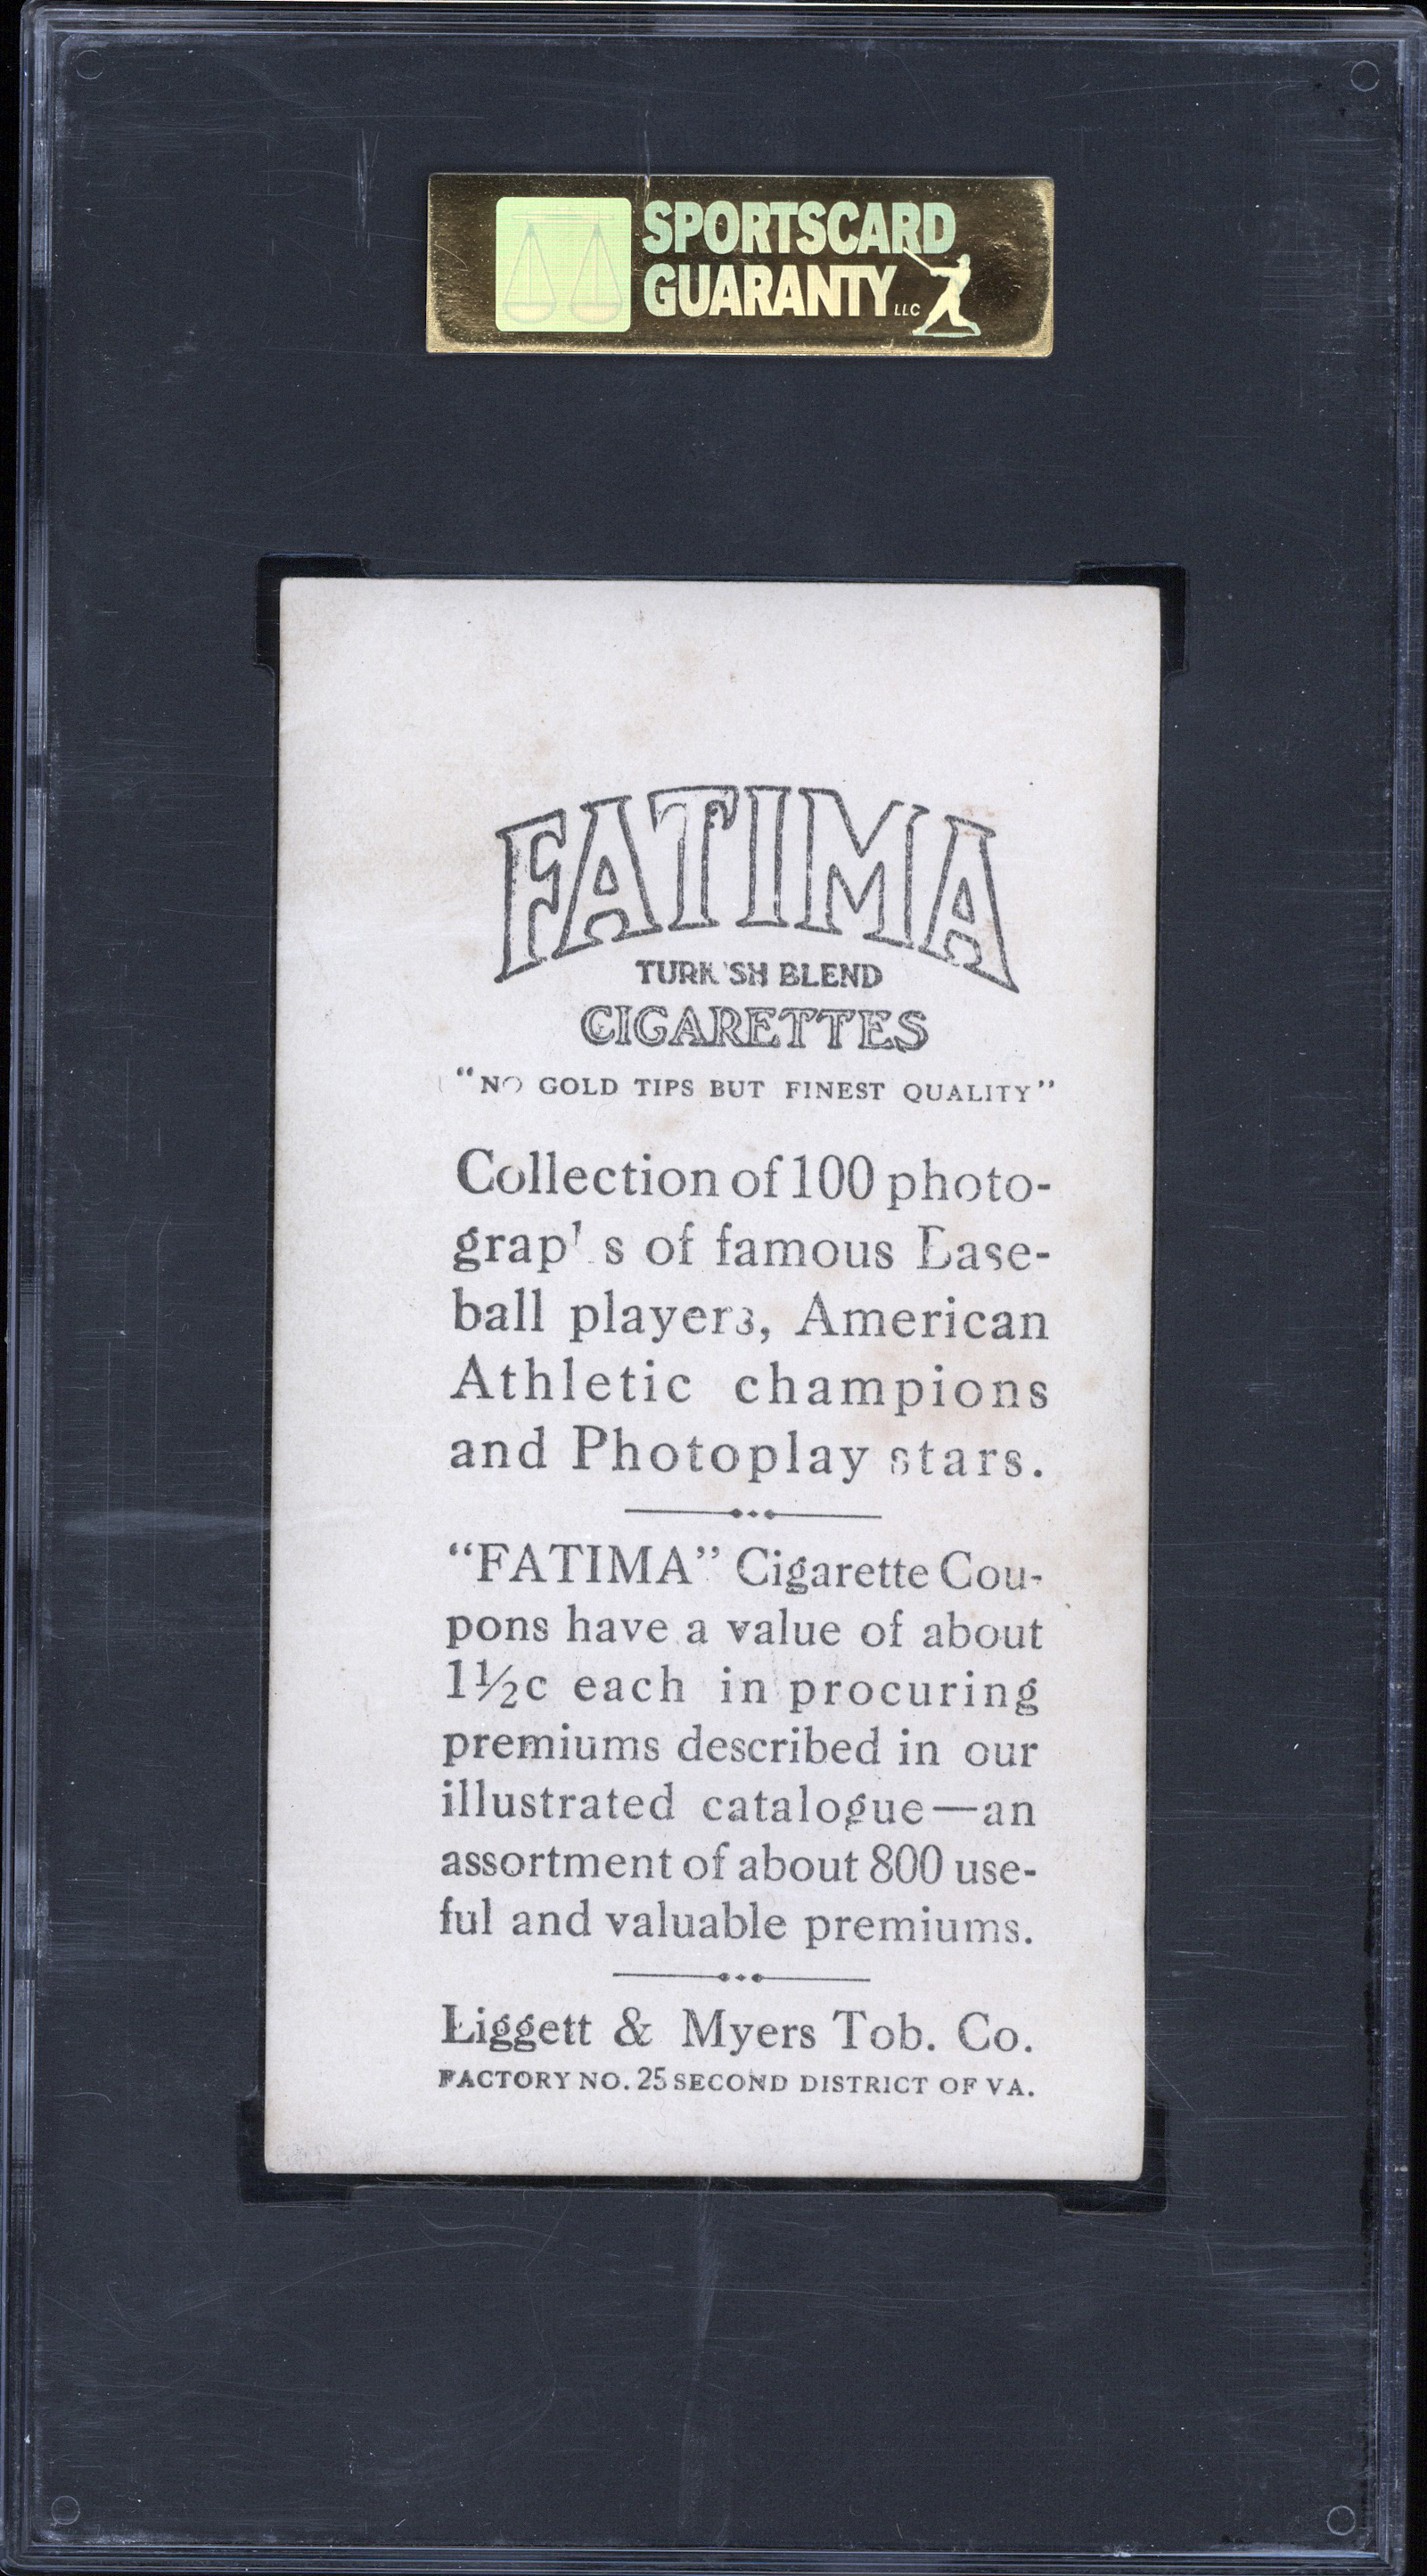 SPORTSCARD
GUARANTY LLC
FATIMA
TURKISH BLEND
CIGARETTES
"NO GOLD TIPS BUT FINEST QUALITY"
Collection of 100 photo-
graphs of famous Base-
ball players, American
Athletic champions
and Photoplay stars.
"FATIMA" Cigarette Cou-
pons have a value of about
1½c each in procuring
premiums described in our
illustrated catalogue—an
assortment of about 800 use-
ful and valuable premiums.
Liggett & Myers Tob. Co.
FACTORY NO. 25 SECOND DISTRICT OF VA.